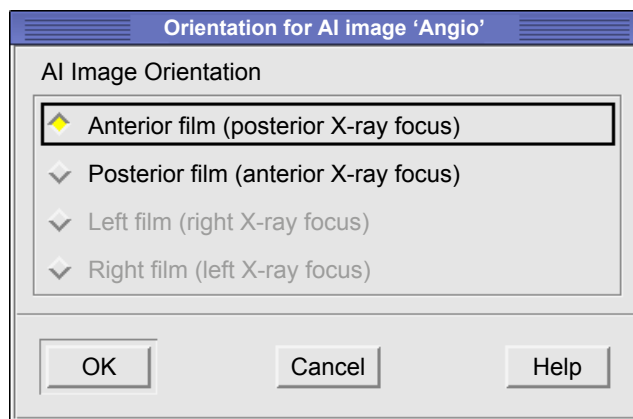 Orientation for AI image ‘Angio’
AI Image Orientation
Anterior film (posterior X-ray focus)
Posterior film (anterior X-ray focus)
Left film (right X-ray focus)
Right film (left X-ray focus)
OK Cancel Help